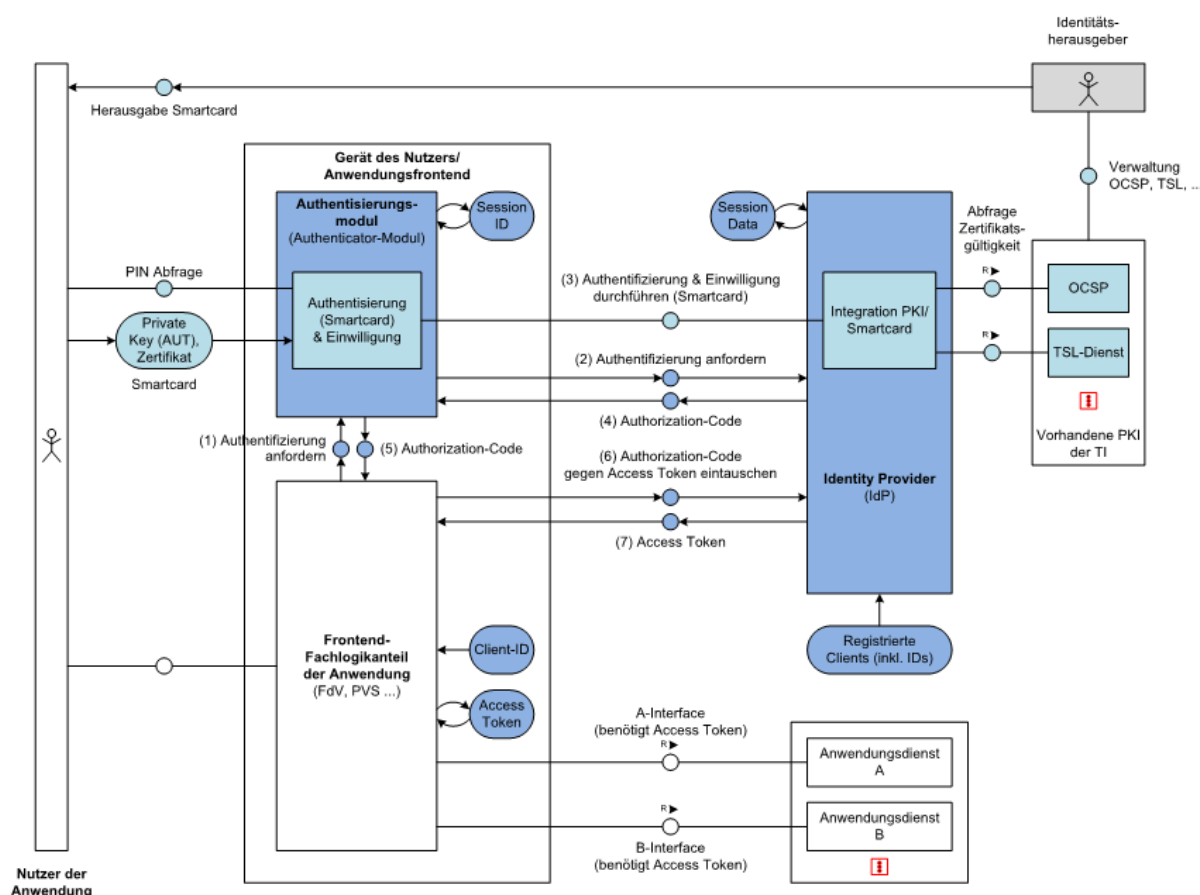 Identitäts-
herausgeber
Herausgabe Smartcard
Verwaltung
OCSP, TSL, ...
Gerät des Nutzers/
Anwendungsfrontend
Authentisierungs-
modul
(Authenticator-Modul)
Session
ID
Session
Data
Abfrage
Zertifikats-
gültigkeit
PIN Abfrage
Authentisierung
(Smartcard)
& Einwilligung
(3) Authentifizierung & Einwilligung
durchführen (Smartcard)
Integration PKI/
Smartcard
R
OCSP
Private
Key (AUT),
Zertifikat
Smartcard
R
TSL-Dienst
(2) Authentifizierung anfordern
(4) Authorization-Code
Vorhandene PKI
der TI
(1) Authentifizierung
anfordern
(5) Authorization-Code
(6) Authorization-Code
gegen Access Token eintauschen
Identity Provider
(IdP)
(7) Access Token
Frontend-
Fachlogikanteil
der Anwendung
(FdV, PVS ...)
Client-ID
Registrierte
Clients (inkl. IDs)
Access
Token
A-Interface
(benötigt Access Token)
R
Anwendungsdienst
A
R
Anwendungsdienst
B
B-Interface
(benötigt Access Token)
Nutzer der
Anwendung